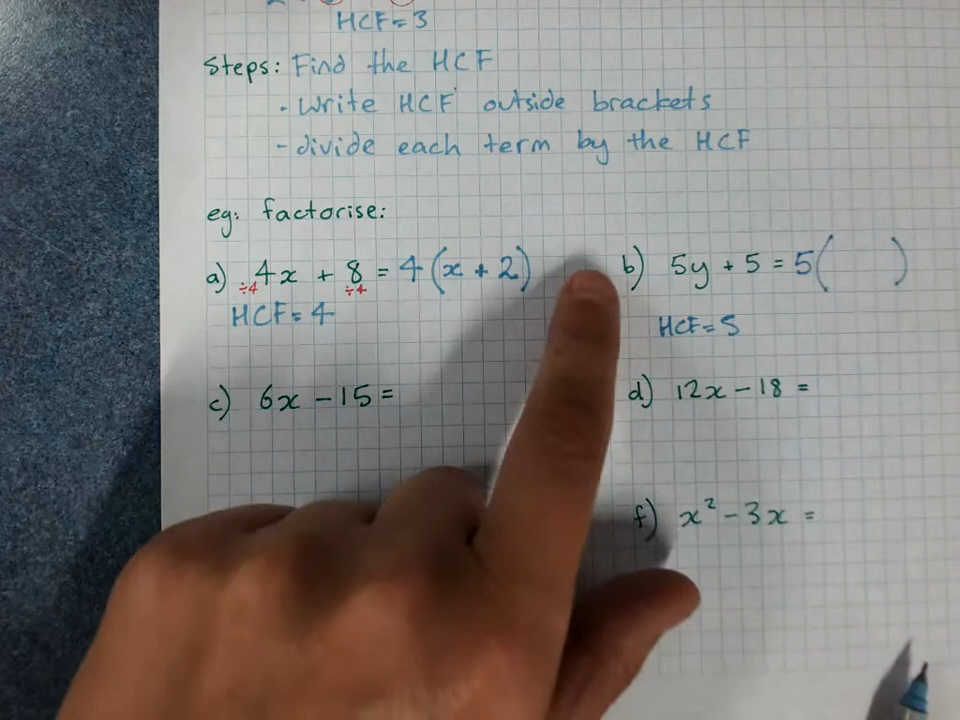 HCF=3
Steps: Find the HCF
- Write HCF outside brackets
- divide each term by the HCF
eg: factorise:
a) 4x + 8 = 4(x + 2)
÷4 ÷4
HCF = 4
b) 5y + 5 = 5( )
HCF = 5
c) 6x - 15 =
d) 12x - 18 =
f) x² - 3x =